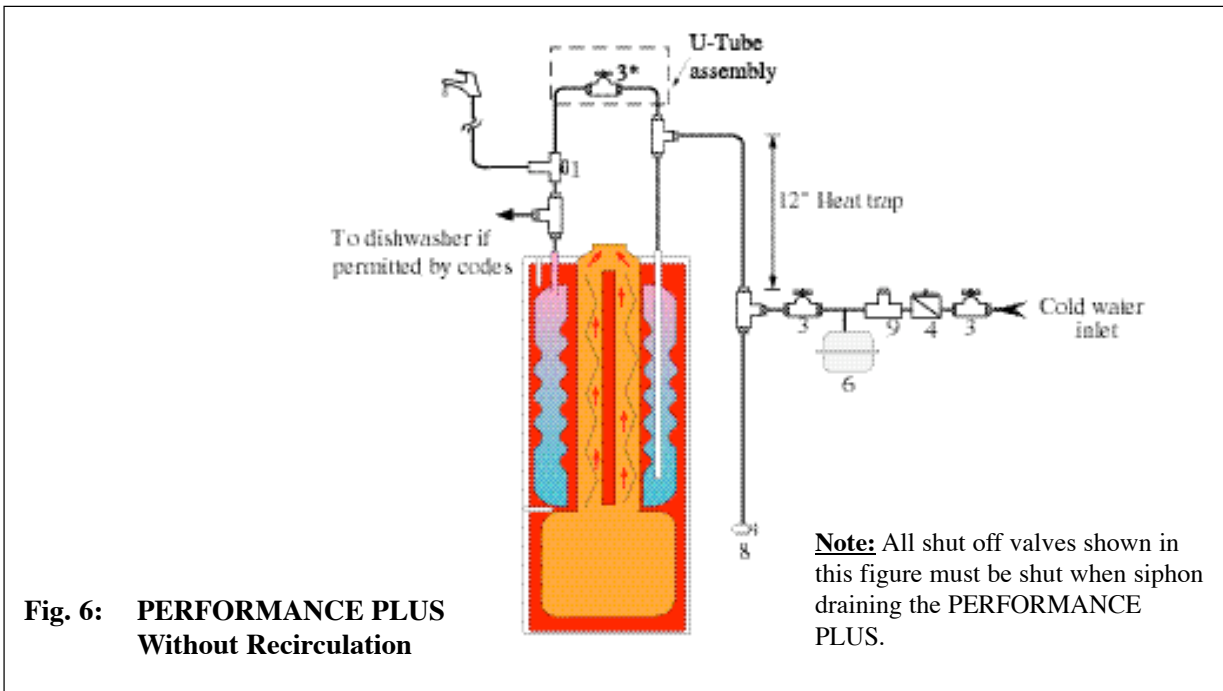 U-Tube
assembly
3*
1
12" Heat trap
To dishwasher if
permitted by codes
Cold water
inlet
3
9
4
3
6
8
Note: All shut off valves shown in
this figure must be shut when siphon
draining the PERFORMANCE
PLUS.
Fig. 6: PERFORMANCE PLUS
Without Recirculation